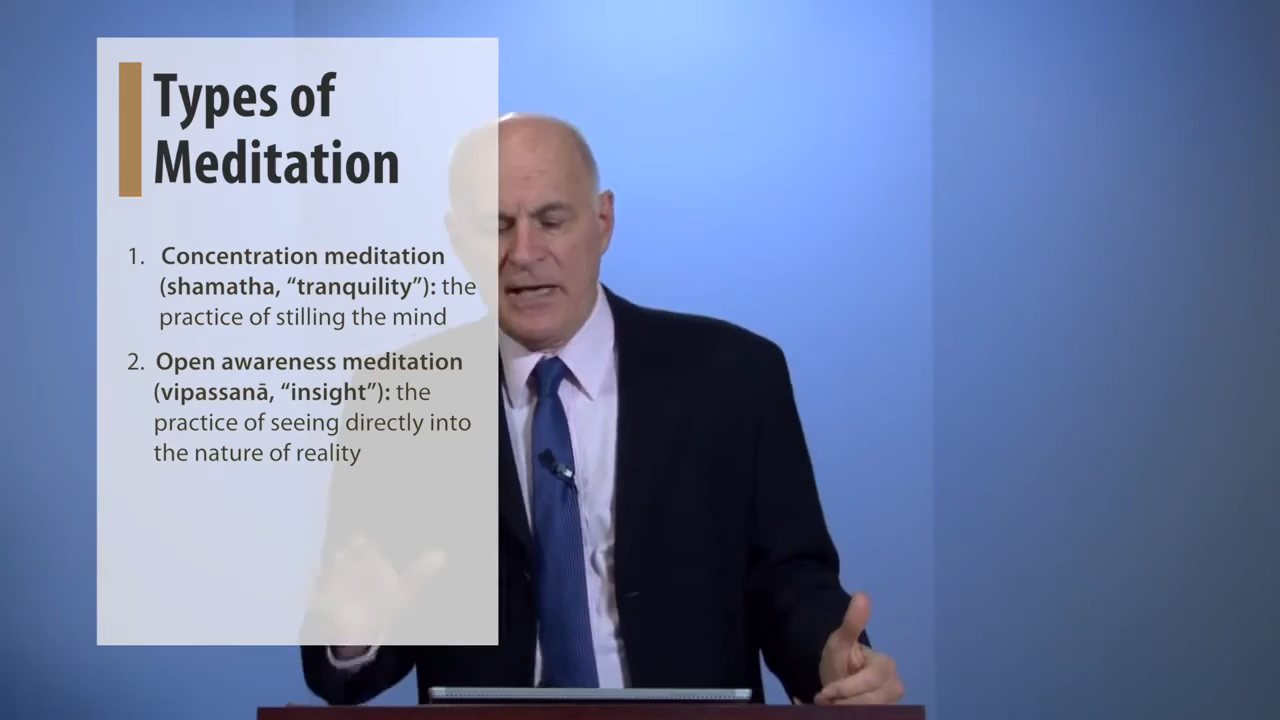 Types of
Meditation
1. Concentration meditation
(shamatha, “tranquility”): the
practice of stilling the mind
2. Open awareness meditation
(vipassanā, “insight”): the
practice of seeing directly into
the nature of reality